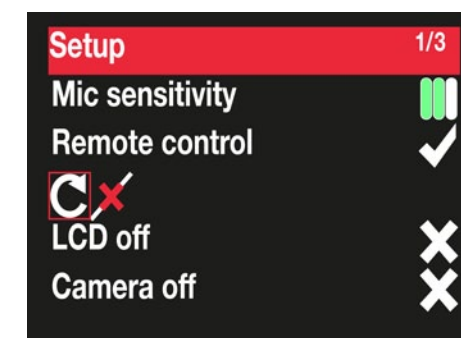 Setup 1/3
Mic sensitivity
Remote control
LCD off
Camera off